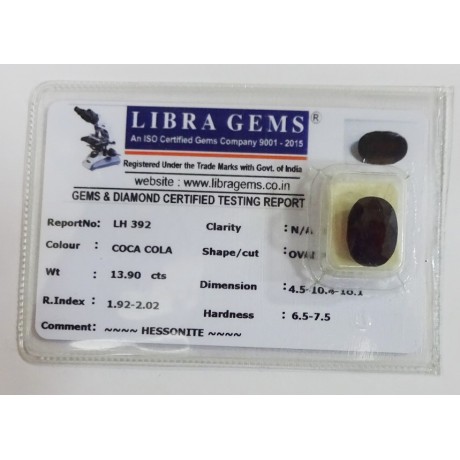 LIBRA GEMS®
An ISO Certified Gems Company 9001 - 2015
Registered Under the Trade Marks with Govt. of India
website : www.libragems.co.in
GEMS & DIAMOND CERTIFIED TESTING REPORT
ReportNo: LH 392
Clarity : N/A
Colour : COCA COLA
Shape/cut : OVAL
Wt : 13.90 cts
Dimension :
R.Index : 1.92-2.02
Hardness : 6.5-7.5
Comment: ~~~~ HESSONITE ~~~~